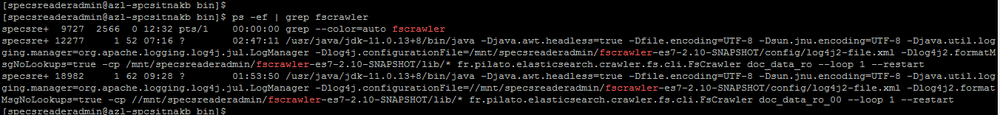 [specsreaderadmin@azl-spcsitnakb bin]$
[specsreaderadmin@azl-spcsitnakb bin]$ ps -ef | grep fscrawler
specsre+  9727  2566  0 12:32 pts/1    00:00:00 grep --color=auto fscrawler
specsre+ 12277     1 52 07:16 ?        02:47:11 /usr/java/jdk-11.0.13+8/bin/java -Djava.awt.headless=true -Dfile.encoding=UTF-8 -Dsun.jnu.encoding=UTF-8 -Djava.util.log
ging.manager=org.apache.logging.log4j.jul.LogManager -Dlog4j.configurationFile=/mnt/specsreaderadmin/fscrawler-es7-2.10-SNAPSHOT/config/log4j2-file.xml -Dlog4j2.formatM
sgNoLookups=true -cp /mnt/specsreaderadmin/fscrawler-es7-2.10-SNAPSHOT/lib/* fr.pilato.elasticsearch.crawler.fs.cli.FsCrawler doc_data_ro --loop 1 --restart
specsre+ 18982     1 62 09:28 ?        01:53:50 /usr/java/jdk-11.0.13+8/bin/java -Djava.awt.headless=true -Dfile.encoding=UTF-8 -Dsun.jnu.encoding=UTF-8 -Djava.util.log
ging.manager=org.apache.logging.log4j.jul.LogManager -Dlog4j.configurationFile=//mnt/specsreaderadmin/fscrawler-es7-2.10-SNAPSHOT/config/log4j2-file.xml -Dlog4j2.format
MsgNoLookups=true -cp //mnt/specsreaderadmin/fscrawler-es7-2.10-SNAPSHOT/lib/* fr.pilato.elasticsearch.crawler.fs.cli.FsCrawler doc_data_ro_00 --loop 1 --restart
[specsreaderadmin@azl-spcsitnakb bin]$